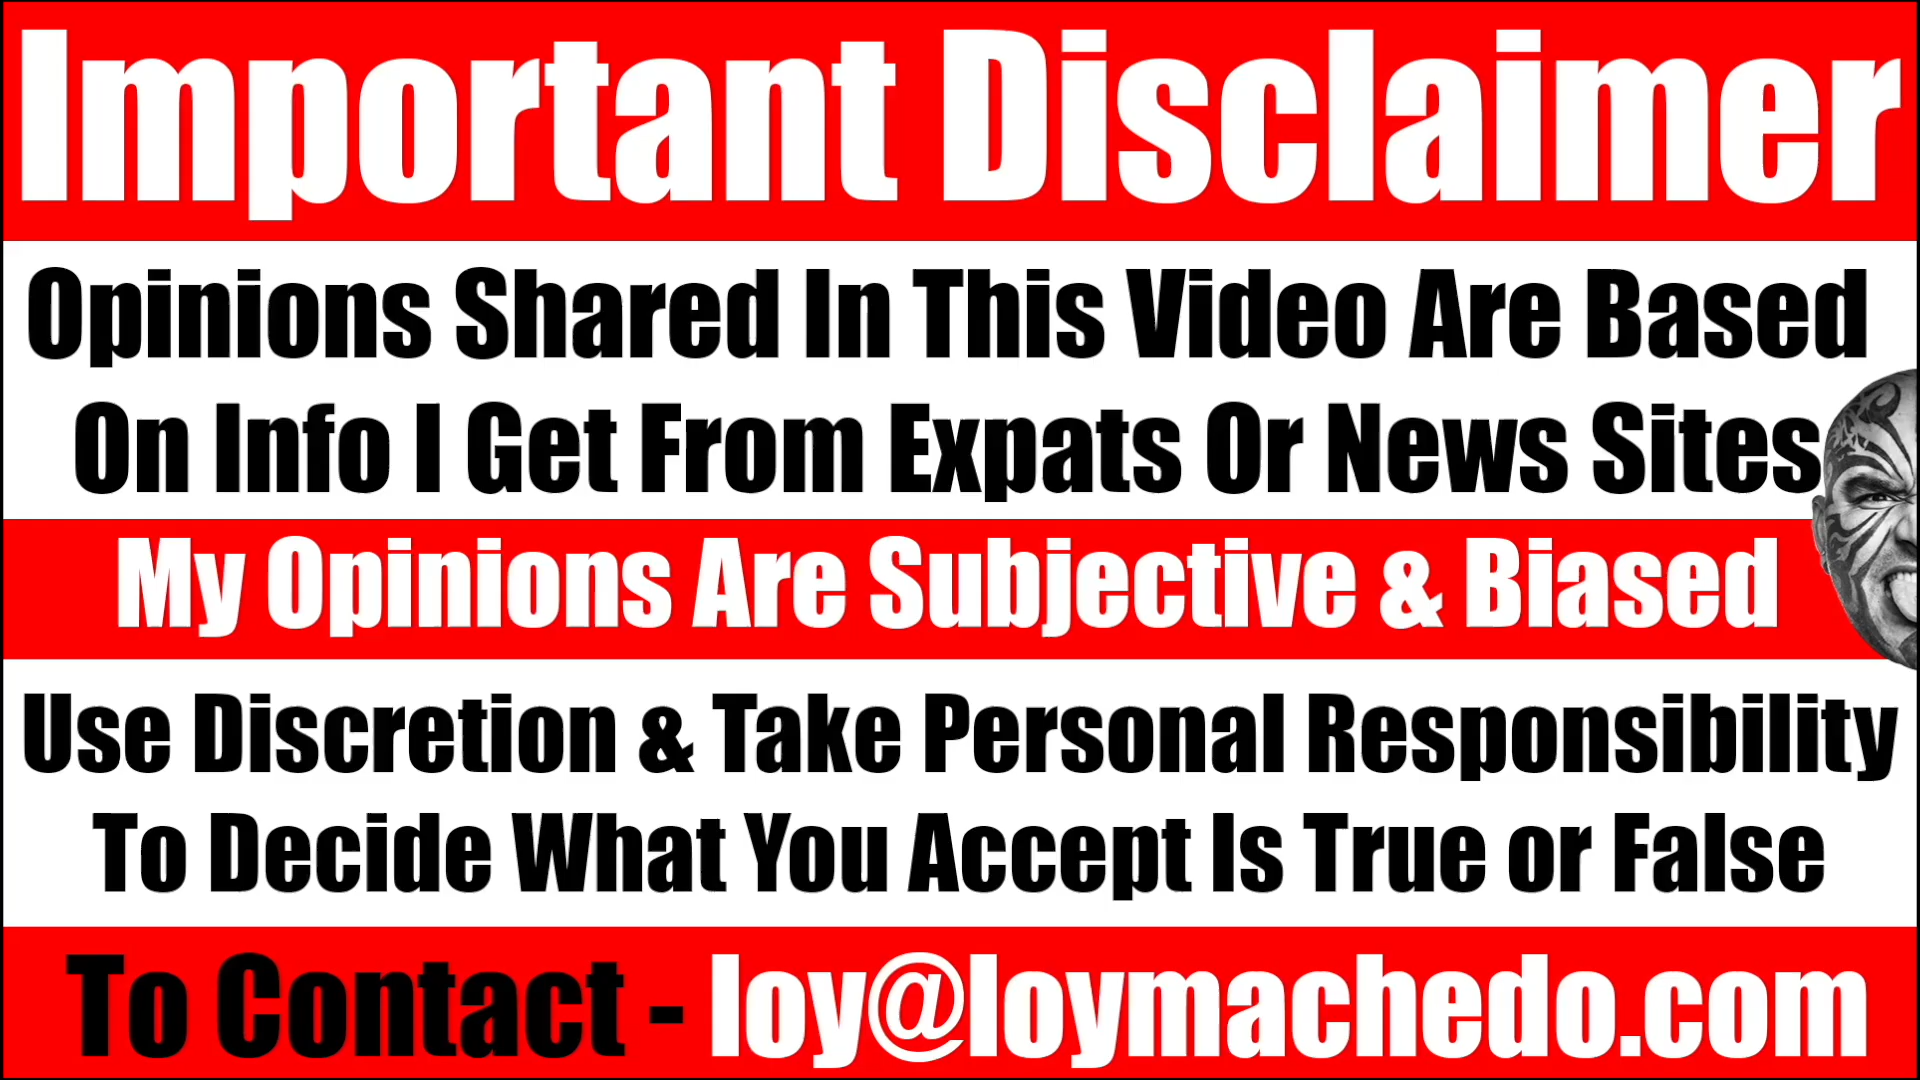 Important Disclaimer
Opinions Shared In This Video Are Based
On Info I Get From Expats Or News Sites
My Opinions Are Subjective & Biased
Use Discretion & Take Personal Responsibility
To Decide What You Accept Is True or False
To Contact - loy@loymachedo.com